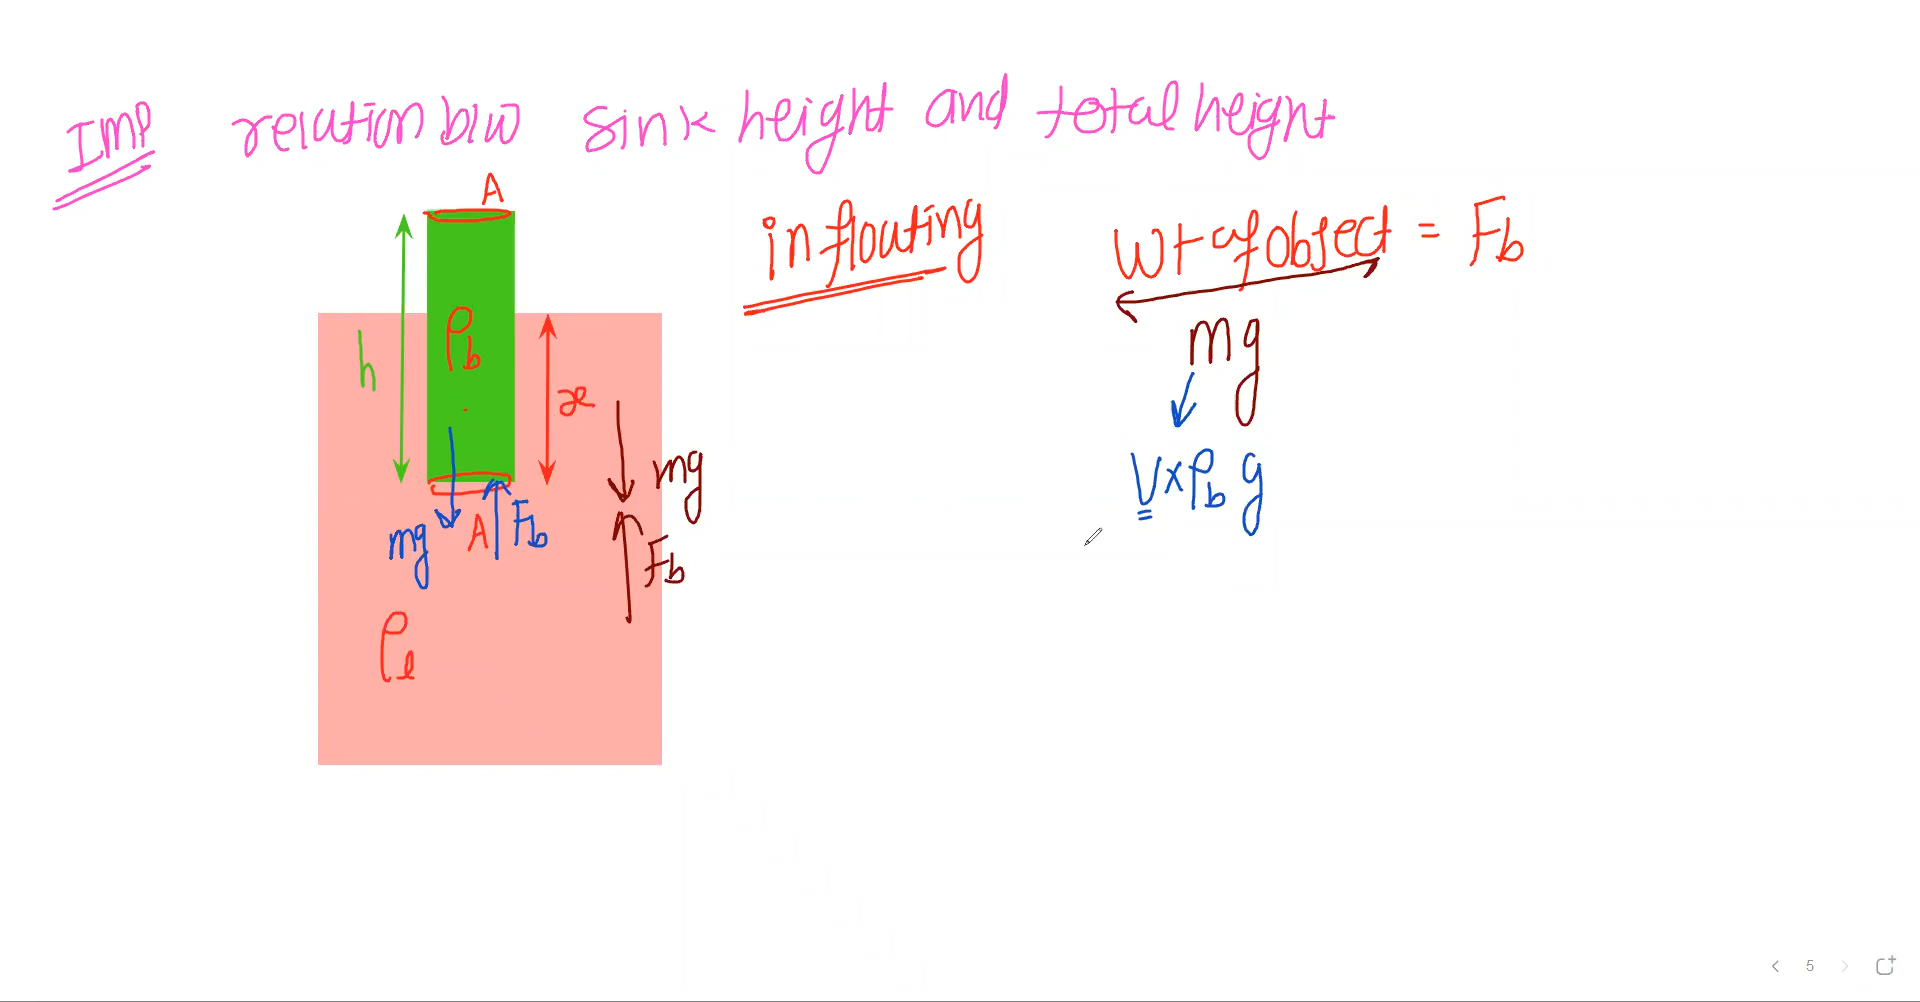 IMP relation b/w sink height and total height
A
in floating
wt of object = Fb
h
ρb
x
mg
mg
V×ρb g
mg
A
Fb
Fb
ρl
5